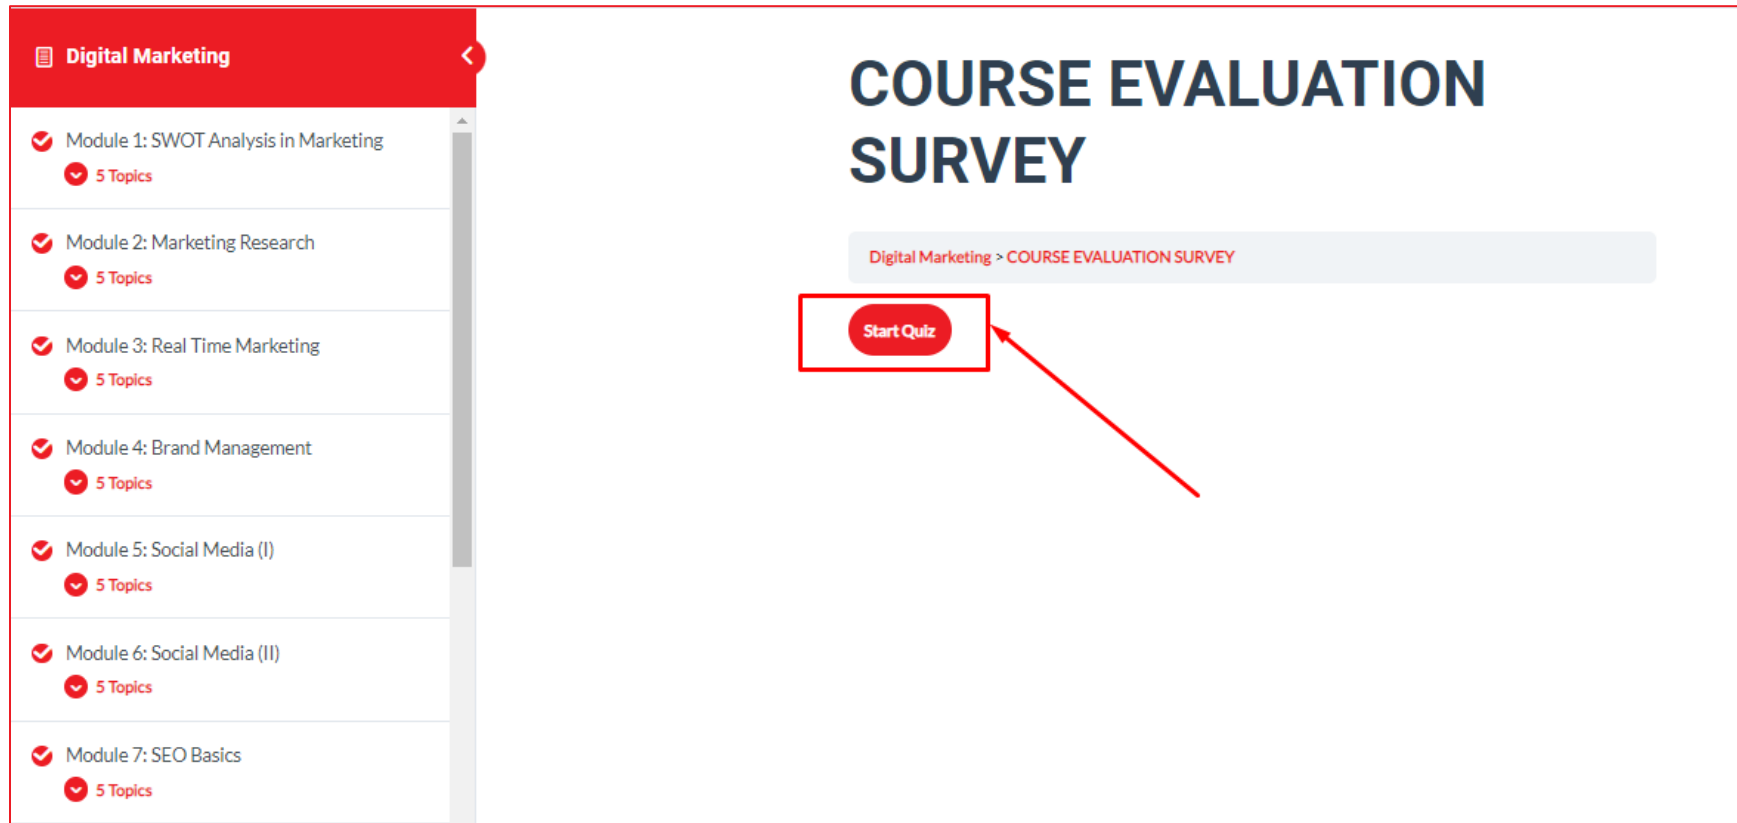 Digital Marketing
Module 1: SWOT Analysis in Marketing
5 Topics
Module 2: Marketing Research
5 Topics
Module 3: Real Time Marketing
5 Topics
Module 4: Brand Management
5 Topics
Module 5: Social Media (I)
5 Topics
Module 6: Social Media (II)
5 Topics
Module 7: SEO Basics
5 Topics
COURSE EVALUATION
SURVEY
Digital Marketing > COURSE EVALUATION SURVEY
Start Quiz